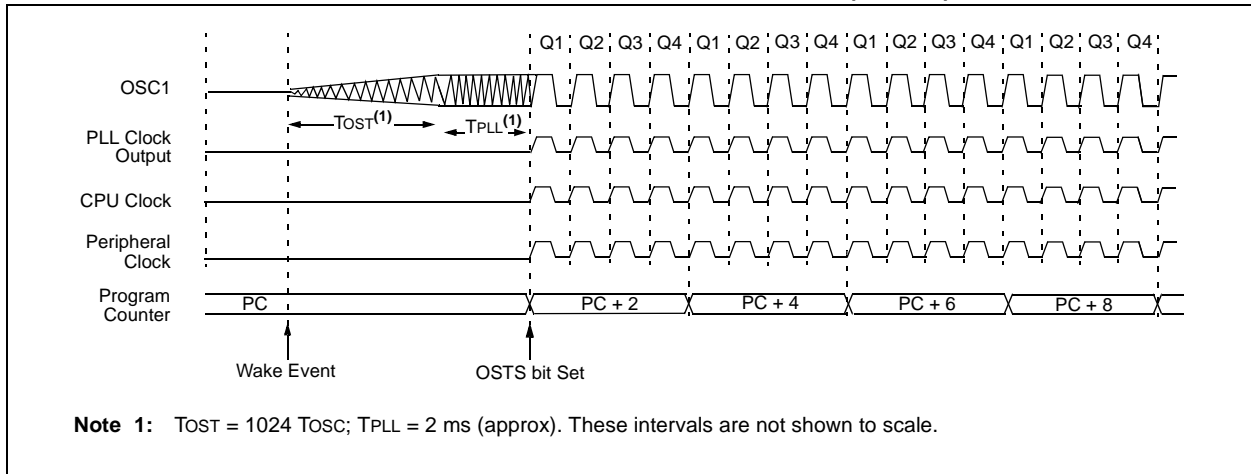 Q1 Q2 Q3 Q4 Q1 Q2 Q3 Q4 Q1 Q2 Q3 Q4 Q1 Q2 Q3 Q4
OSC1
TOST(1) TPLL(1)
PLL Clock
Output
CPU Clock
Peripheral
Clock
Program
Counter
PC PC + 2 PC + 4 PC + 6 PC + 8
Wake Event OSTS bit Set
Note 1: TOST = 1024 TOSC; TPLL = 2 ms (approx). These intervals are not shown to scale.